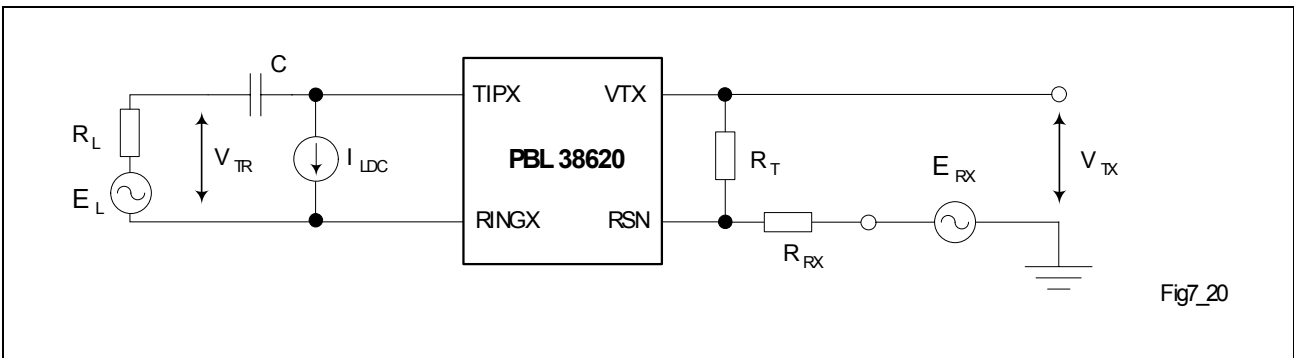 C
TIPX
VTX
R L
V TR
I LDC
PBL 38620
R T
E RX
V TX
E L
RINGX
RSN
R RX
Fig7_20